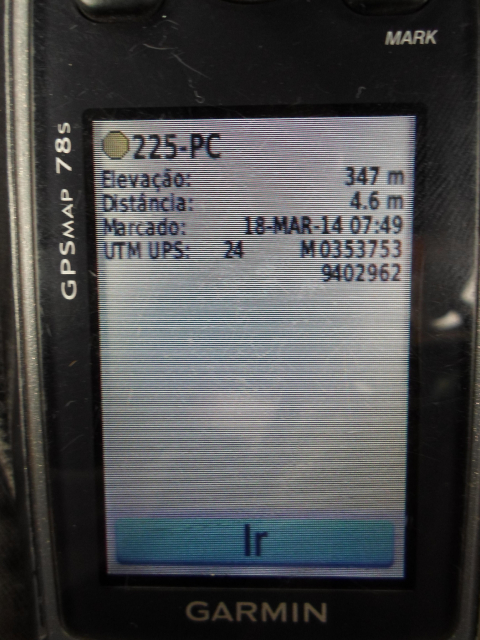 MARK
GPSMAP 78s
225-PC
Elevação: 347 m
Distância: 4.6 m
Marcado: 18-MAR-14 07:49
UTM UPS: 24 M 0353753
9402962
Ir
GARMIN